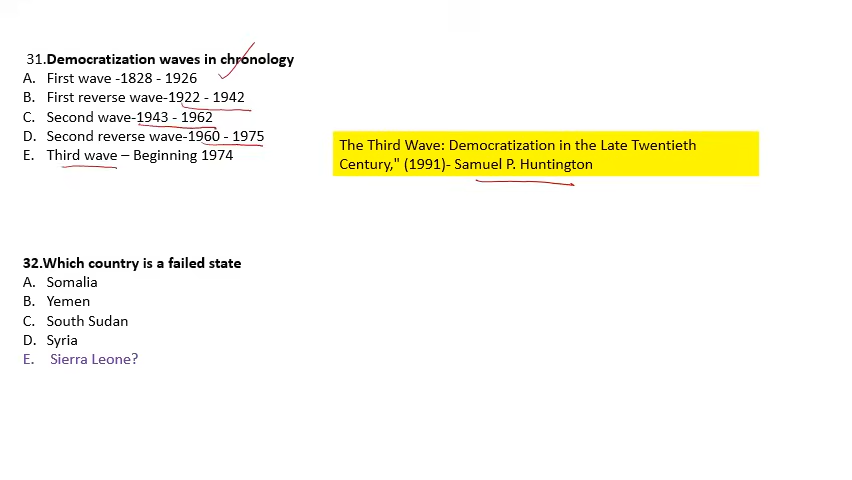 31.Democratization waves in chronology
A. First wave -1828 - 1926
B. First reverse wave-1922 - 1942
C. Second wave-1943 - 1962
D. Second reverse wave-1960 - 1975
E. Third wave – Beginning 1974
The Third Wave: Democratization in the Late Twentieth
Century," (1991)- Samuel P. Huntington
32.Which country is a failed state
A. Somalia
B. Yemen
C. South Sudan
D. Syria
E. Sierra Leone?